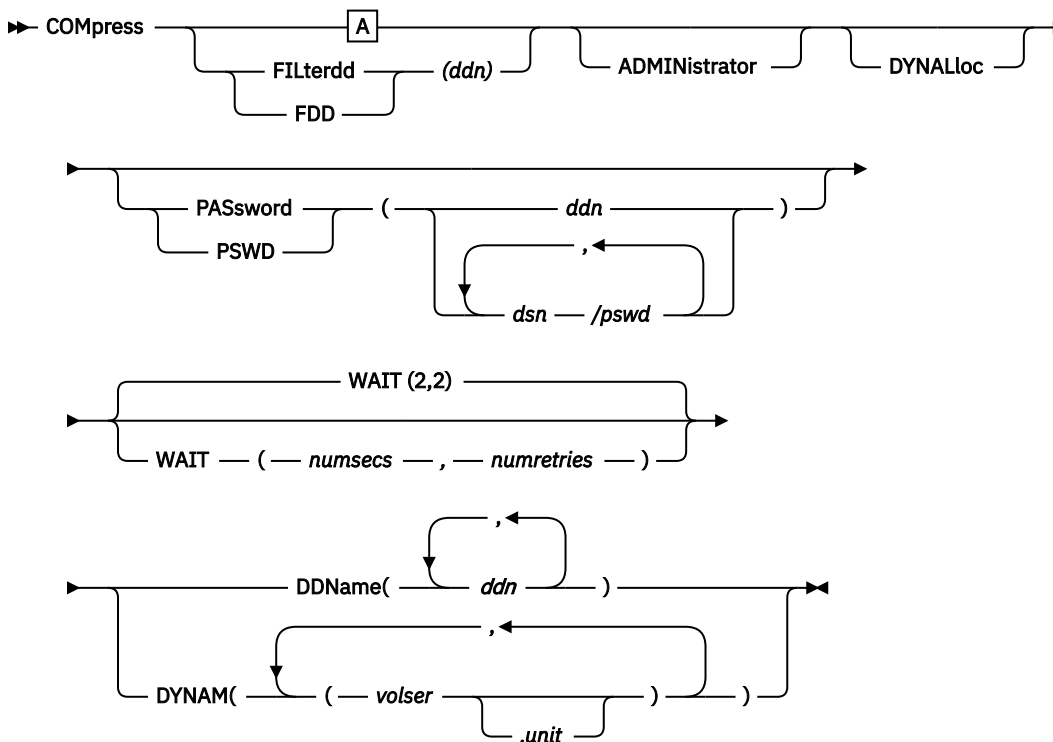 COMpress
A
FILterdd (ddn)
FDD
ADMINistrator
DYNALloc
PASsword ( ddn )
PSWD
,
dsn /pswd
WAIT (2,2)
WAIT ( numsecs , numretries )
,
DDName( ddn )
,
DYNAM( ( volser ) )
,unit